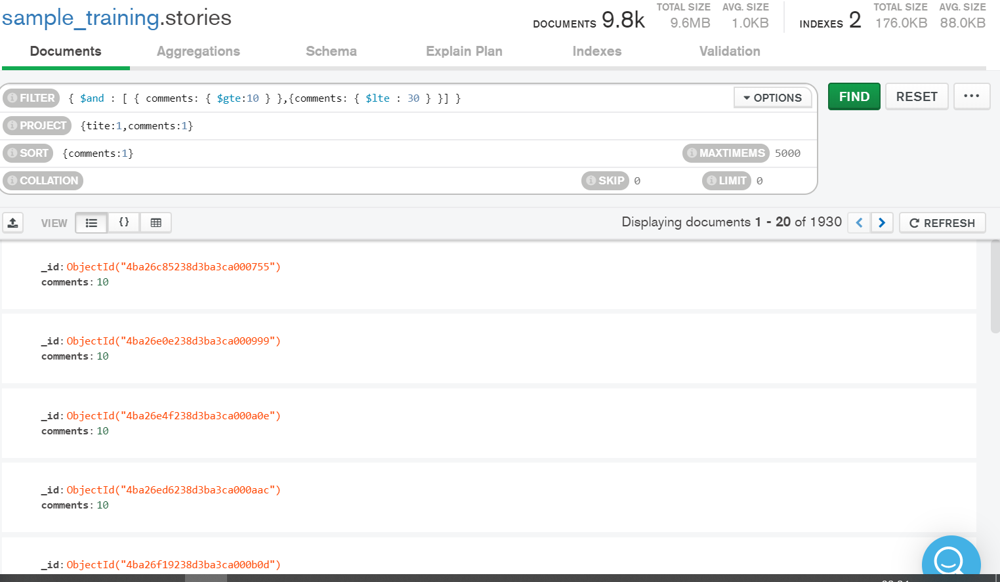 sample_training.stories
DOCUMENTS 9.8k TOTAL SIZE 9.6MB AVG. SIZE 1.0KB INDEXES 2 TOTAL SIZE 176.0KB AVG. SIZE 88.0KB
Documents Aggregations Schema Explain Plan Indexes Validation
FILTER { $and : [ { comments: { $gte:10 } },{comments: { $lte : 30 } }] } OPTIONS FIND RESET ...
PROJECT {tite:1,comments:1}
SORT {comments:1} MAXTIMEMS 5000
COLLATION SKIP 0 LIMIT 0
VIEW {} Displaying documents 1 - 20 of 1930 < > REFRESH
_id: ObjectId("4ba26c85238d3ba3ca000755")
comments: 10
_id: ObjectId("4ba26e0e238d3ba3ca000999")
comments: 10
_id: ObjectId("4ba26e4f238d3ba3ca000a0e")
comments: 10
_id: ObjectId("4ba26ed6238d3ba3ca000aac")
comments: 10
_id: ObjectId("4ba26f19238d3ba3ca000b0d")